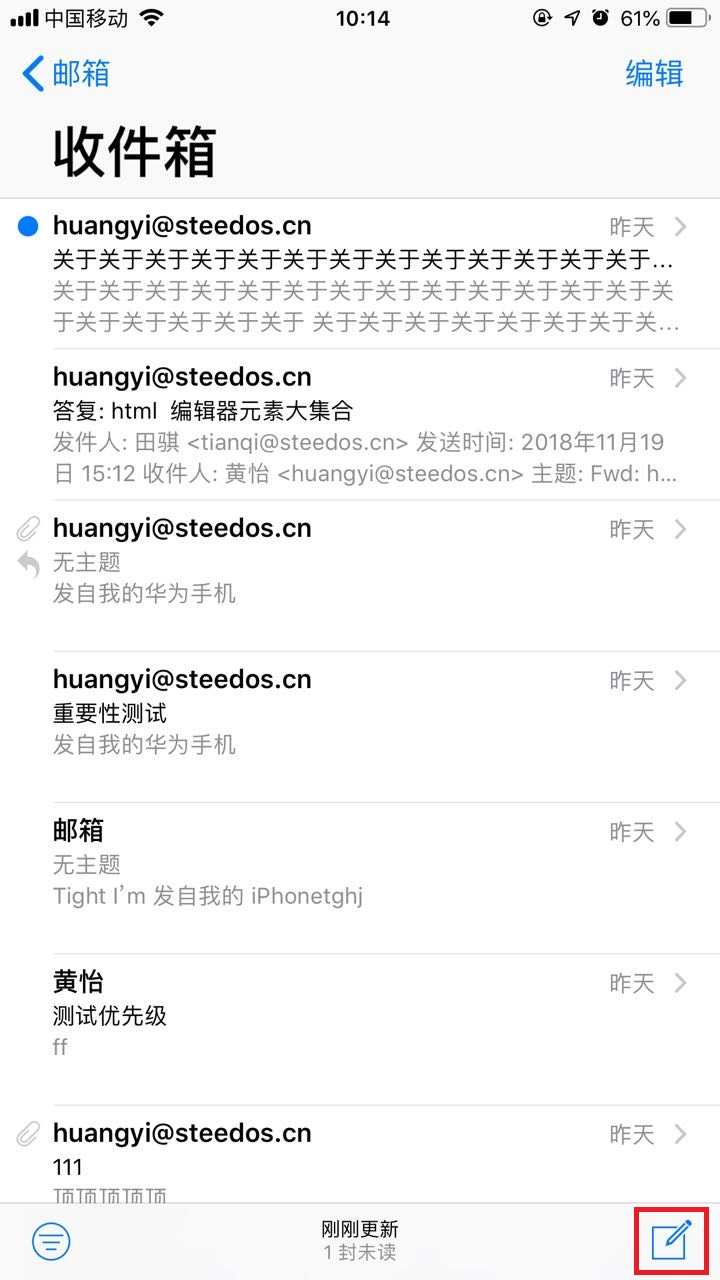 中国移动 10:14 61%
邮箱 编辑
收件箱
huangyi@steedos.cn 昨天
关于关于关于关于关于关于关于关于关于关于关于关于关于...
关于关于关于关于关于关于关于关于关于关于关于关于关于关
于关于关于关于关于关于 关于关于关于关于关于关于关于关...
huangyi@steedos.cn 昨天
答复: html 编辑器元素大集合
发件人: 田骐 <tianqi@steedos.cn> 发送时间: 2018年11月19
日 15:12 收件人: 黄怡 <huangyi@steedos.cn> 主题: Fwd: h...
huangyi@steedos.cn 昨天
无主题
发自我的华为手机
huangyi@steedos.cn 昨天
重要性测试
发自我的华为手机
邮箱 昨天
无主题
Tight I’m 发自我的 iPhonetghj
黄怡 昨天
测试优先级
ff
huangyi@steedos.cn 昨天
111
顶顶顶顶顶
刚刚更新
1 封未读